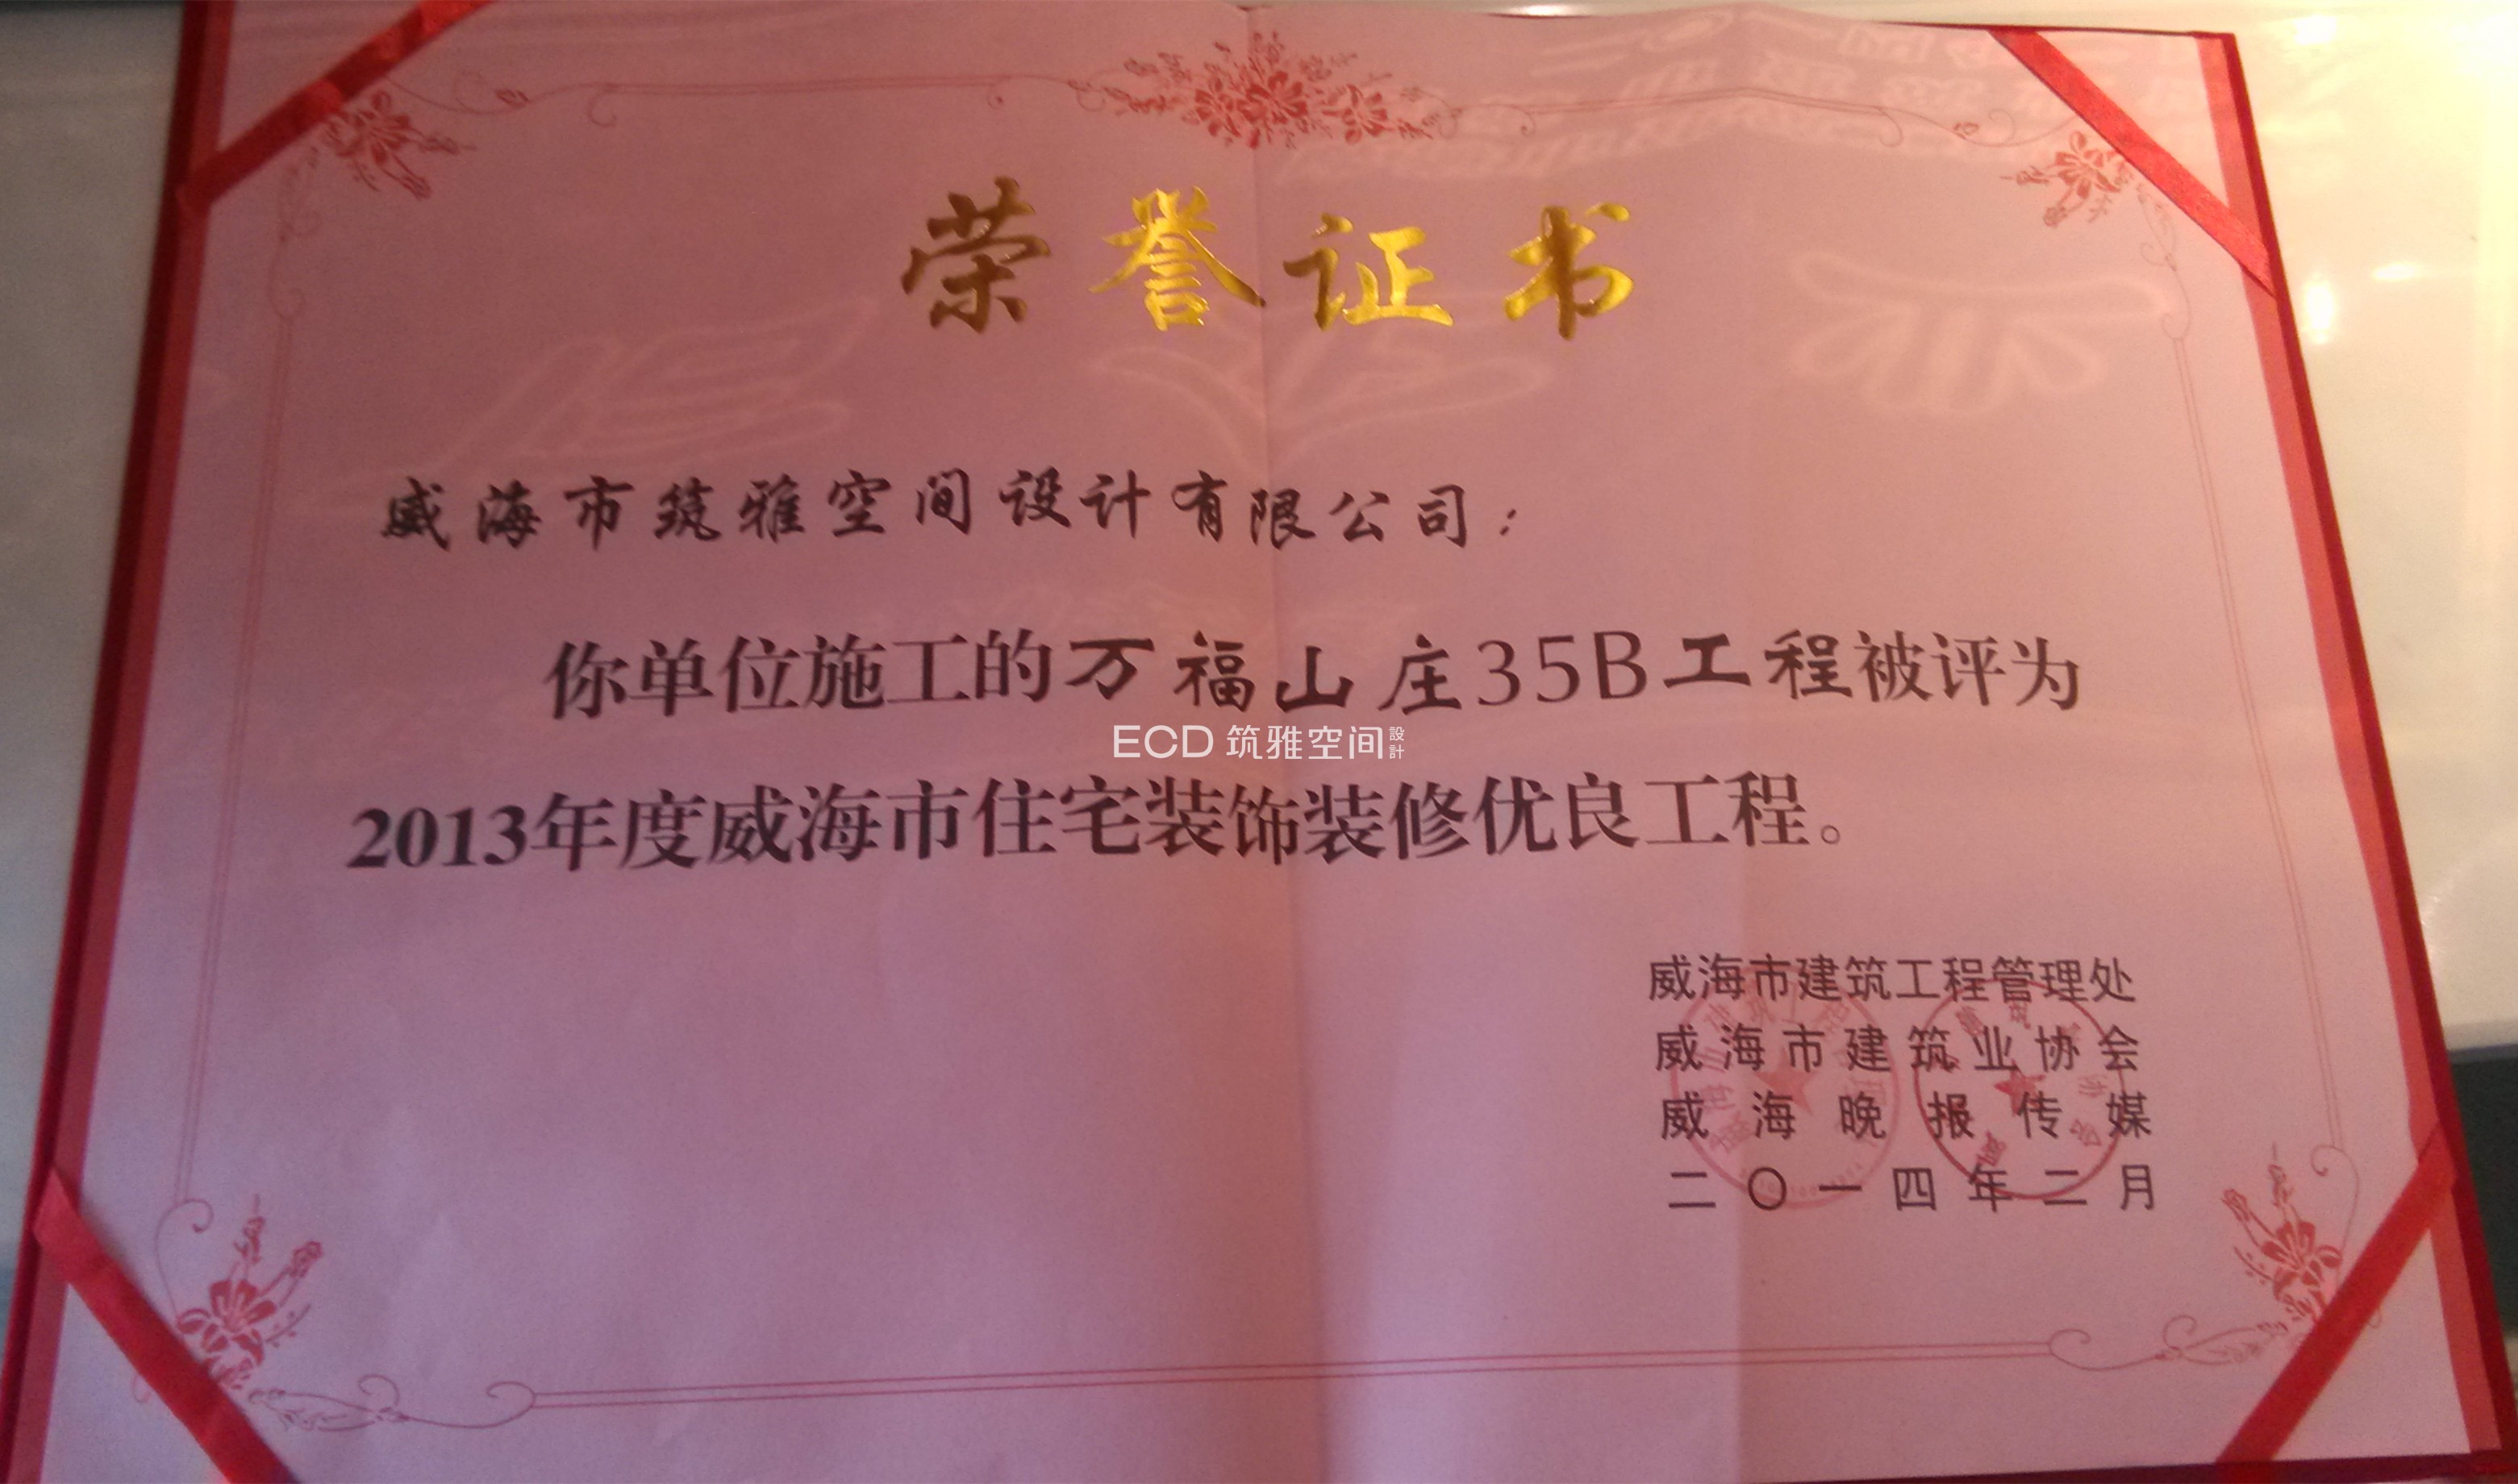 荣誉证书
威海市筑雅空间设计有限公司：
你单位施工的万福山庄35B工程被评为
ECD 筑雅空间 設計
2013年度威海市住宅装饰装修优良工程。
威海市建筑工程管理处
威海市建筑业协会
威海晚报传媒
二〇一四年二月